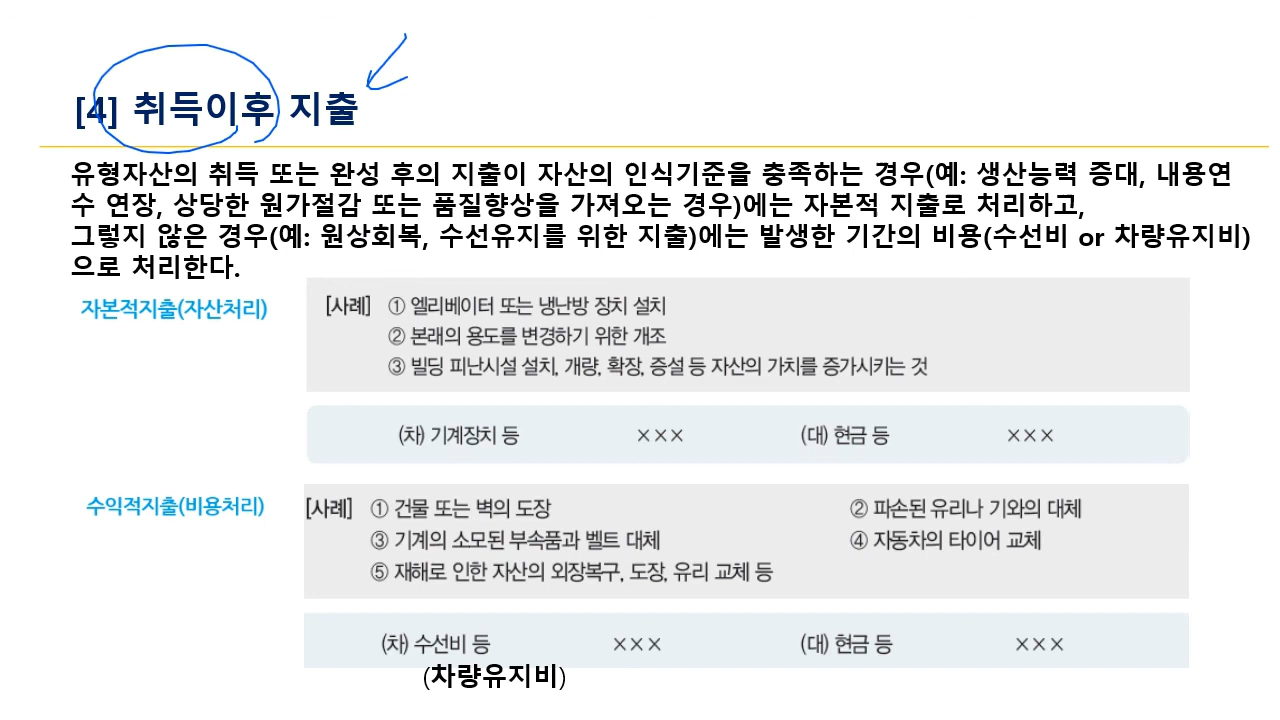 [4] 취득이후 지출
유형자산의 취득 또는 완성 후의 지출이 자산의 인식기준을 충족하는 경우(예: 생산능력 증대, 내용연
수 연장, 상당한 원가절감 또는 품질향상을 가져오는 경우)에는 자본적 지출로 처리하고,
그렇지 않은 경우(예: 원상회복, 수선유지를 위한 지출)에는 발생한 기간의 비용(수선비 or 차량유지비)
으로 처리한다.
자본적지출(자산처리)
[사례] ① 엘리베이터 또는 냉난방 장치 설치
② 본래의 용도를 변경하기 위한 개조
③ 빌딩 피난시설 설치, 개량, 확장, 증설 등 자산의 가치를 증가시키는 것
(차) 기계장치 등 ××× (대) 현금 등 ×××
수익적지출(비용처리)
[사례] ① 건물 또는 벽의 도장 ② 파손된 유리나 기와의 대체
③ 기계의 소모된 부속품과 벨트 대체 ④ 자동차의 타이어 교체
⑤ 재해로 인한 자산의 외장복구, 도장, 유리 교체 등
(차) 수선비 등 ××× (대) 현금 등 ×××
(차량유지비)